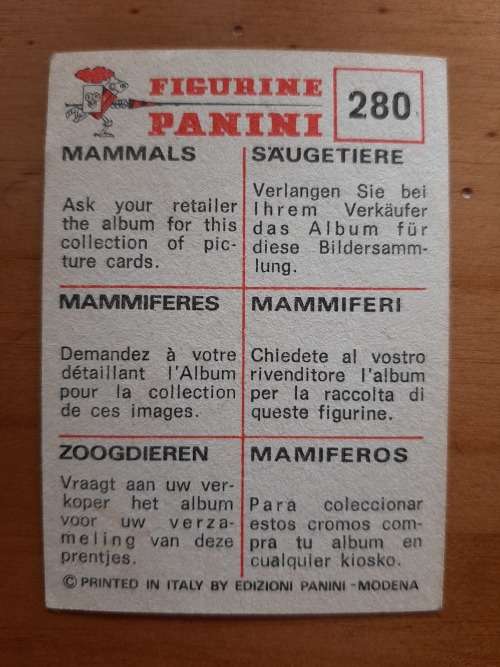 FIGURINE
PANINI
280
MAMMALS
Ask your retailer
the album for this
collection of pic-
ture cards.
SÄUGETIERE
Verlangen Sie bei
Ihrem Verkäufer
das Album für
diese Bildersamm-
lung.
MAMMIFERES
Demandez à votre
détaillant l'Album
pour la collection
de ces images.
MAMMIFERI
Chiedete al vostro
rivenditore l'album
per la raccolta di
queste figurine.
ZOOGDIEREN
Vraagt aan uw ver-
koper het album
voor uw verza-
meling van deze
prentjes.
MAMIFEROS
Para coleccionar
estos cromos com-
pra tu album en
cualquier kiosko.
© PRINTED IN ITALY BY EDIZIONI PANINI - MODENA